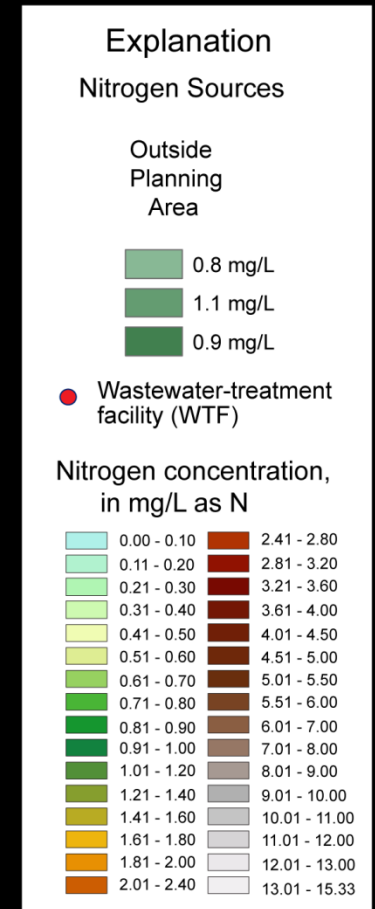 Explanation
Nitrogen Sources
Outside
Planning
Area
0.8 mg/L
1.1 mg/L
0.9 mg/L
Wastewater-treatment
facility (WTF)
Nitrogen concentration,
in mg/L as N
0.00 - 0.10
0.11 - 0.20
0.21 - 0.30
0.31 - 0.40
0.41 - 0.50
0.51 - 0.60
0.61 - 0.70
0.71 - 0.80
0.81 - 0.90
0.91 - 1.00
1.01 - 1.20
1.21 - 1.40
1.41 - 1.60
1.61 - 1.80
1.81 - 2.00
2.01 - 2.40
2.41 - 2.80
2.81 - 3.20
3.21 - 3.60
3.61 - 4.00
4.01 - 4.50
4.51 - 5.00
5.01 - 5.50
5.51 - 6.00
6.01 - 7.00
7.01 - 8.00
8.01 - 9.00
9.01 - 10.00
10.01 - 11.00
11.01 - 12.00
12.01 - 13.00
13.01 - 15.33